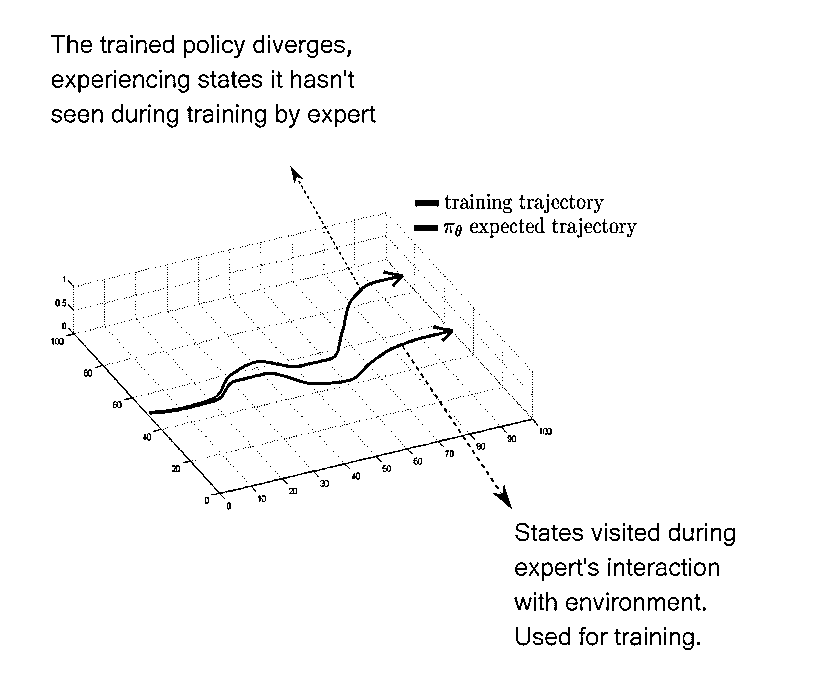 The trained policy diverges,
experiencing states it hasn't
seen during training by expert
training trajectory
πθ expected trajectory
1
0.5
0
100
80
60
40
20
0
0
10
20
30
40
50
60
70
80
90
100
States visited during
expert's interaction
with environment.
Used for training.